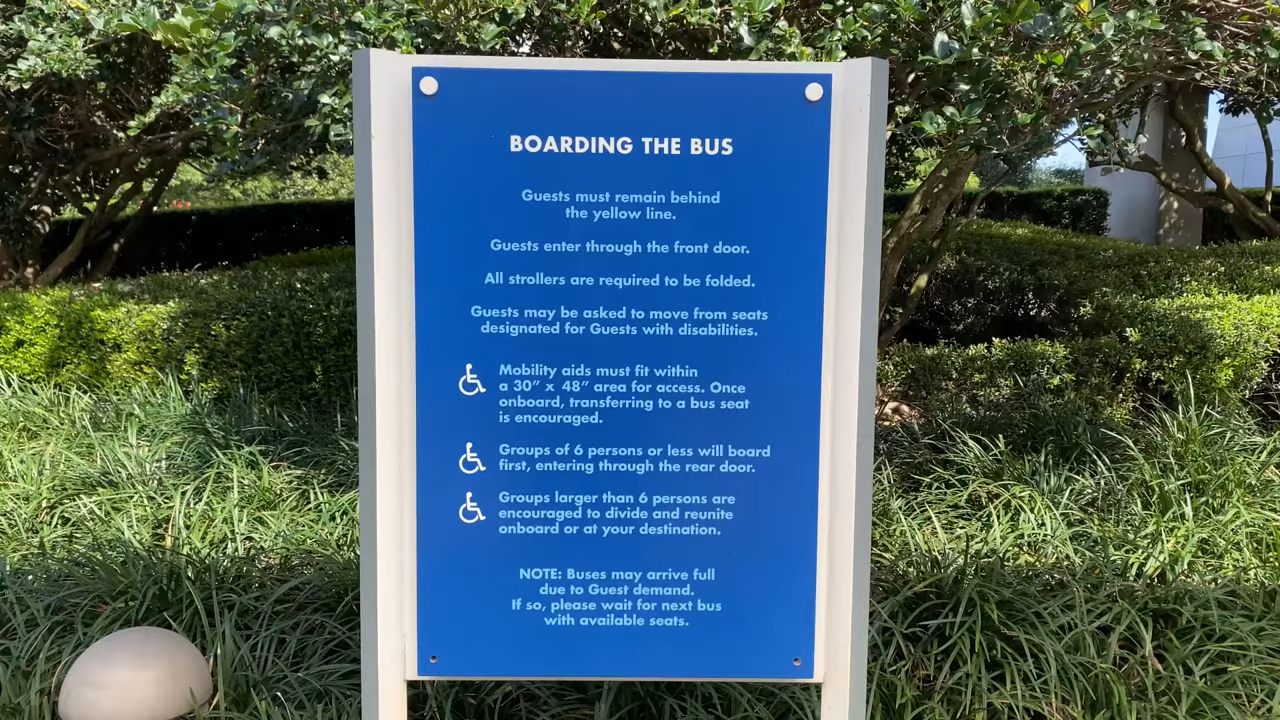 BOARDING THE BUS
Guests must remain behind
the yellow line.
Guests enter through the front door.
All strollers are required to be folded.
Guests may be asked to move from seats
designated for Guests with disabilities.
Mobility aids must fit within
a 30” x 48” area for access. Once
onboard, transferring to a bus seat
is encouraged.
Groups of 6 persons or less will board
first, entering through the rear door.
Groups larger than 6 persons are
encouraged to divide and reunite
onboard or at your destination.
NOTE: Buses may arrive full
due to Guest demand.
If so, please wait for next bus
with available seats.